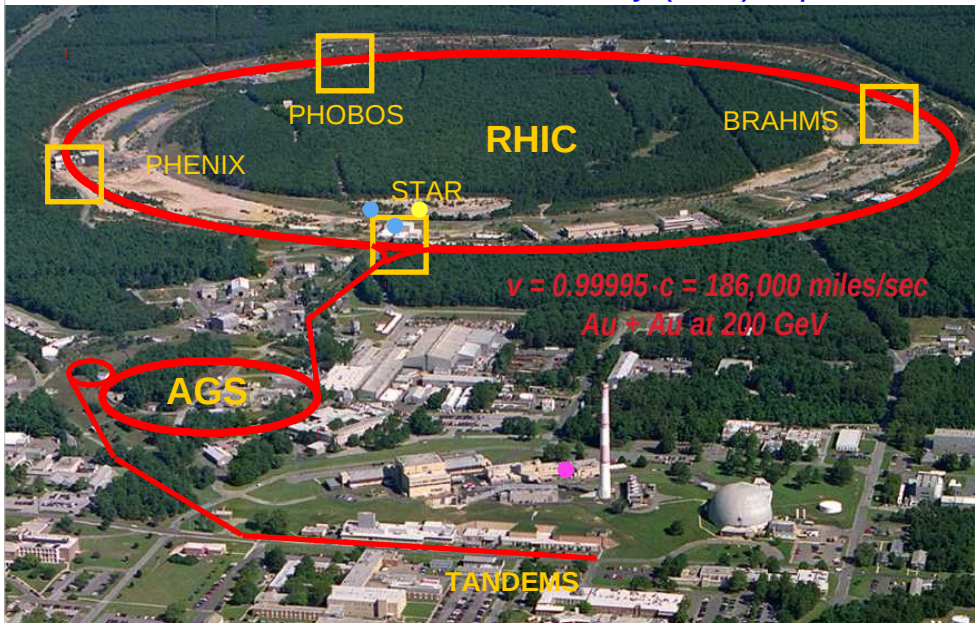 PHOBOS
BRAHMS
RHIC
PHENIX
STAR
v = 0.99995·c = 186,000 miles/sec
Au + Au at 200 GeV
AGS
TANDEMS